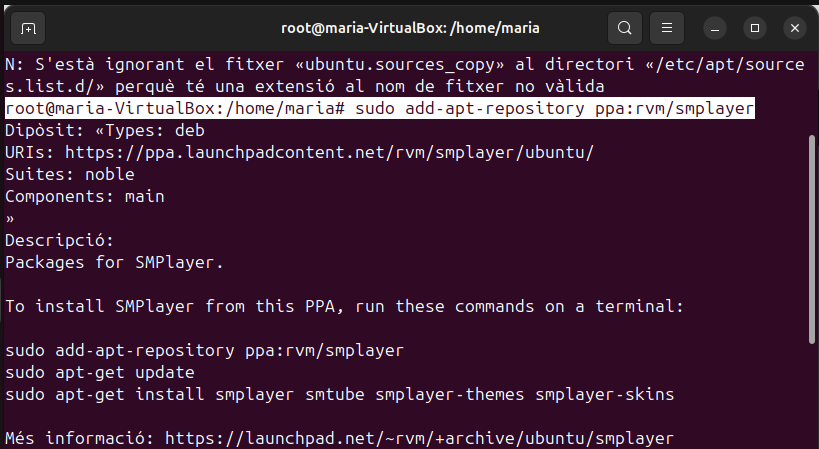 root@maria-VirtualBox: /home/maria
N: S'està ignorant el fitxer «ubuntu.sources_copy» al directori «/etc/apt/source
s.list.d/» perquè té una extensió al nom de fitxer no vàlida
root@maria-VirtualBox:/home/maria# sudo add-apt-repository ppa:rvm/smplayer
Dipòsit: «Types: deb
URIs: https://ppa.launchpadcontent.net/rvm/smplayer/ubuntu/
Suites: noble
Components: main
»
Descripció:
Packages for SMPlayer.
To install SMPlayer from this PPA, run these commands on a terminal:
sudo add-apt-repository ppa:rvm/smplayer
sudo apt-get update
sudo apt-get install smplayer smtube smplayer-themes smplayer-skins
Més informació: https://launchpad.net/~rvm/+archive/ubuntu/smplayer